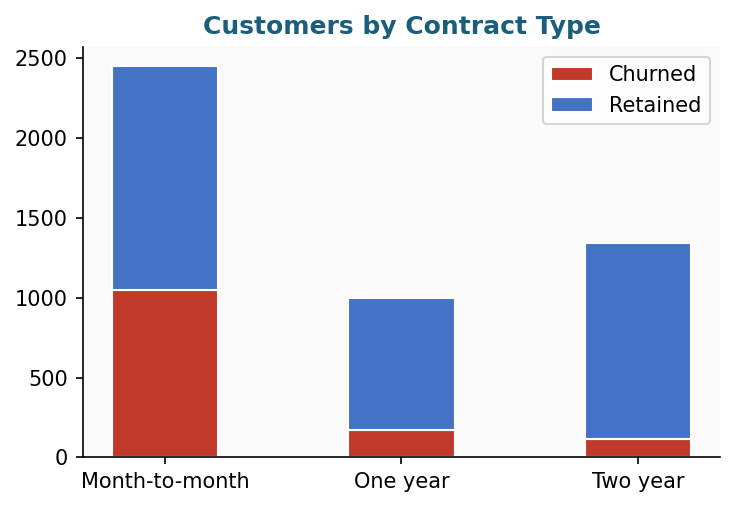 Customers by Contract Type
Churned
Retained
2500
2000
1500
1000
500
0
Month-to-month One year Two year